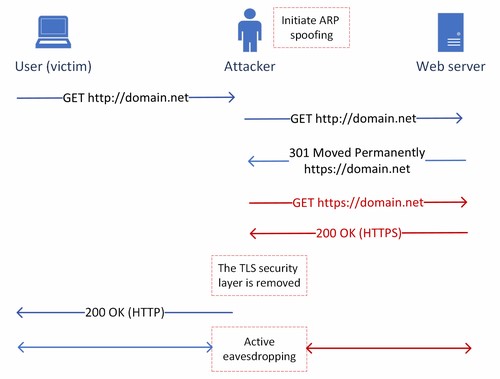 Initiate ARP
spoofing
User (victim)
Attacker
Web server
GET http://domain.net
GET http://domain.net
301 Moved Permanently
https://domain.net
GET https://domain.net
200 OK (HTTPS)
The TLS security
layer is removed
200 OK (HTTP)
Active
eavesdropping